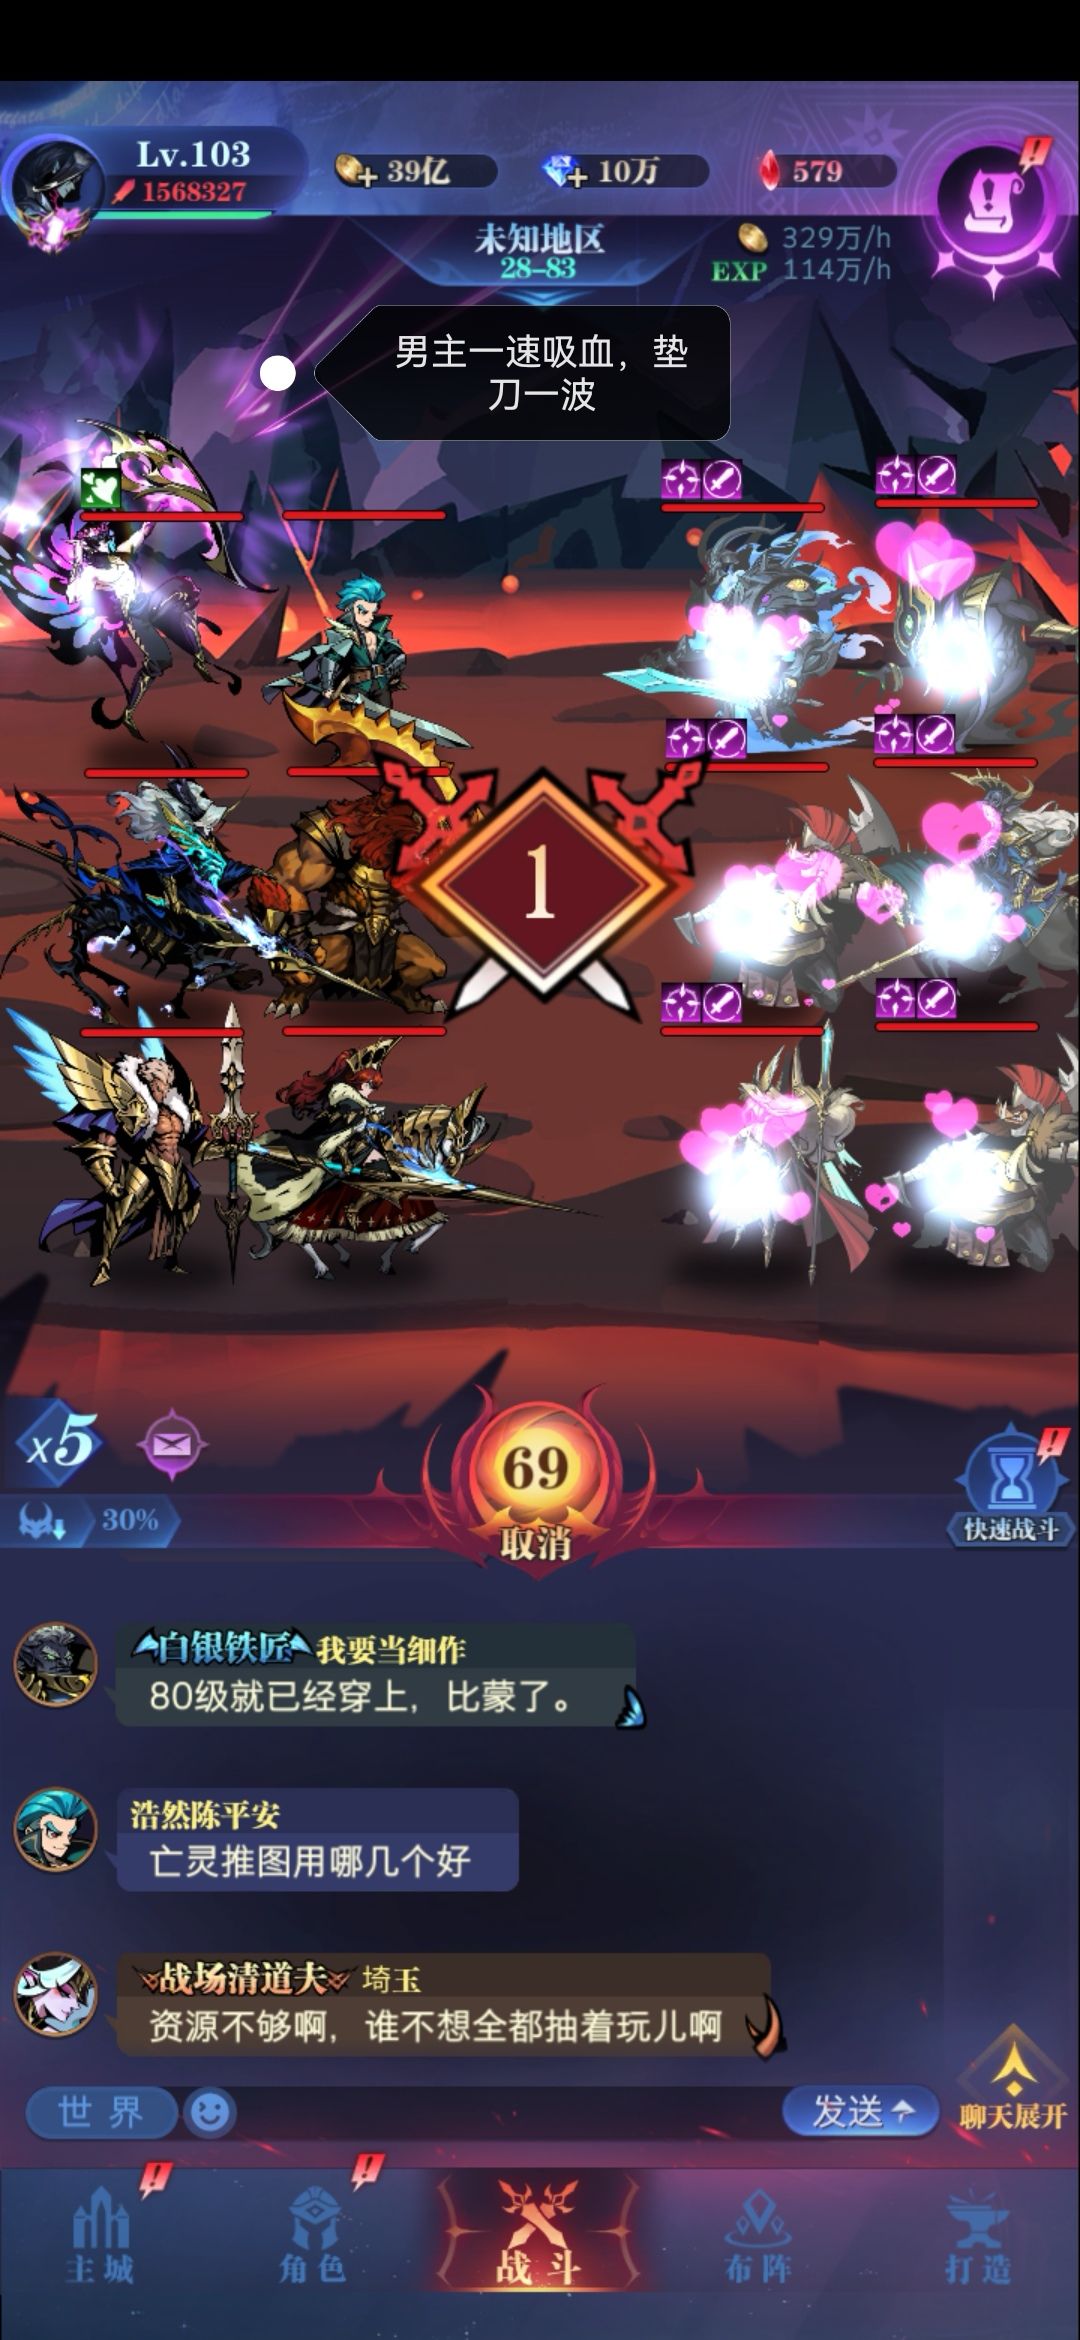 Lv.103
1568327
39亿
10万
579
未知地区
28-83
329万/h
EXP 114万/h
男主一速吸血，垫
刀一波
1
x5
69
取消
30%
快速战斗
白银铁匠 我要当细作
80级就已经穿上，比蒙了。
浩然陈平安
亡灵推图用哪几个好
战场清道夫 埼玉
资源不够啊，谁不想全都抽着玩儿啊
世界
发送
聊天展开
主城
角色
战斗
布阵
打造